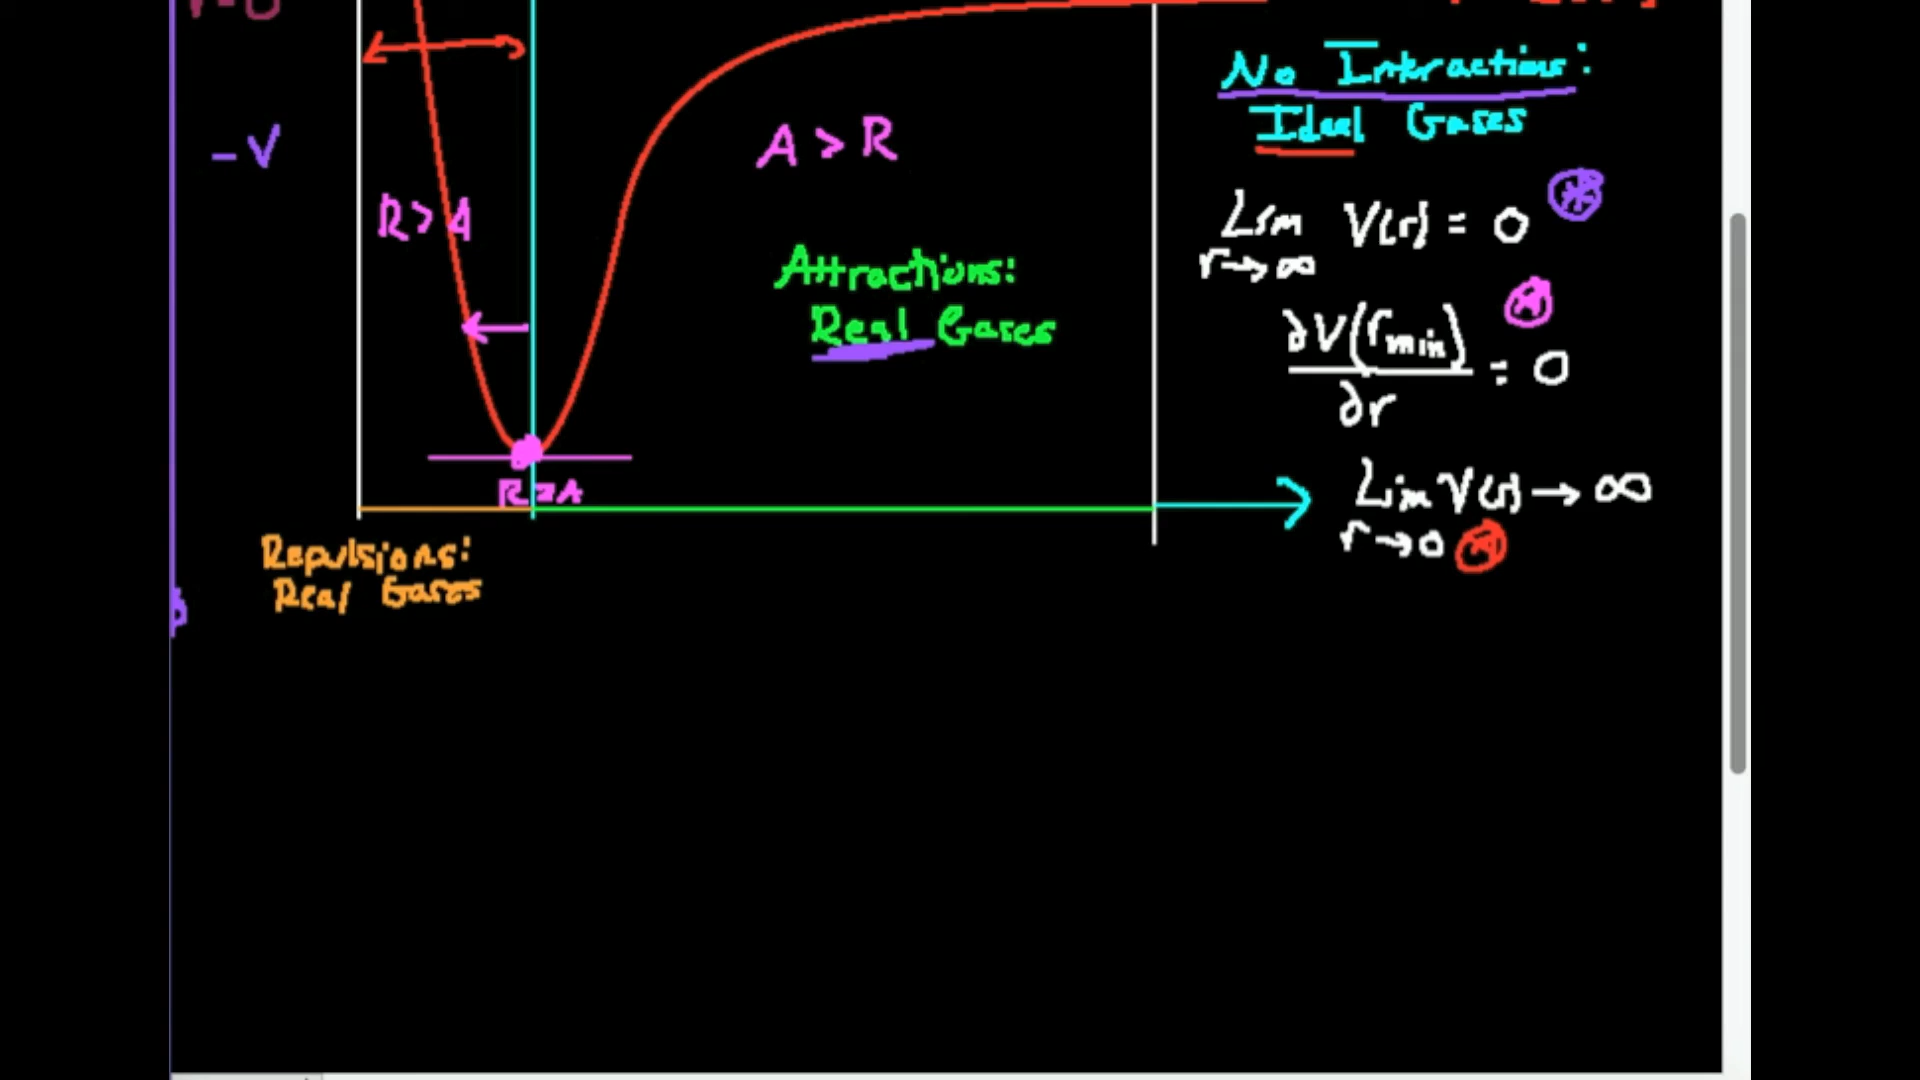 - V
R > A
A > R
Attractions:
Real Gases
R = A
Repulsions:
Real Gases
No Interactions:
Ideal Gases
Lim V(r) = 0
r→∞
∂V(rmin)
∂r
= 0
Lim V(r) → ∞
r→0